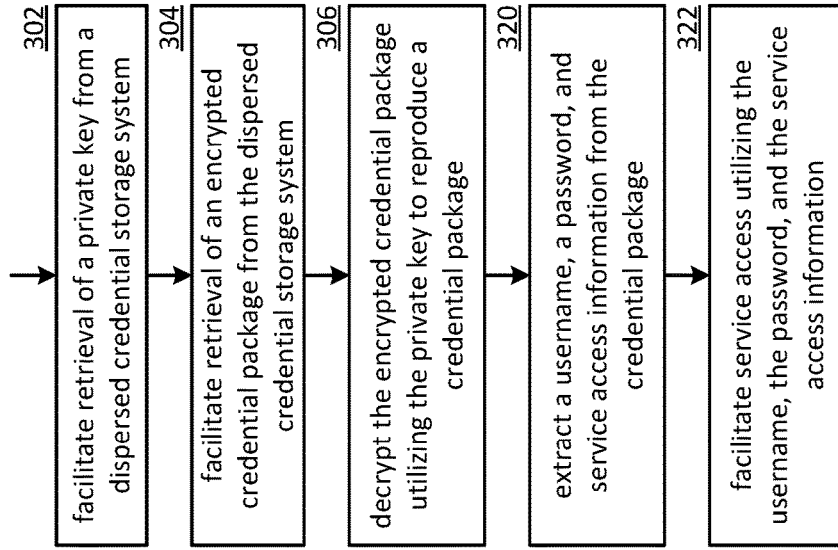 302
facilitate retrieval of a private key from a
dispersed credential storage system
304
facilitate retrieval of an encrypted
credential package from the dispersed
credential storage system
306
decrypt the encrypted credential package
utilizing the private key to reproduce a
credential package
320
extract a username, a password, and
service access information from the
credential package
322
facilitate service access utilizing the
username, the password, and the service
access information